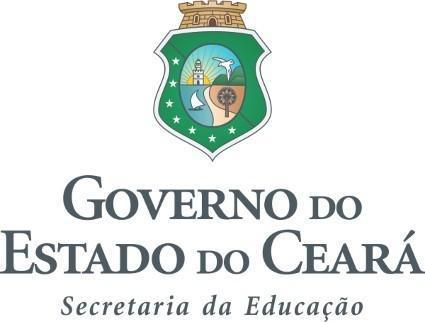 GOVERNO DO
ESTADO DO CEARÁ
Secretaria da Educação